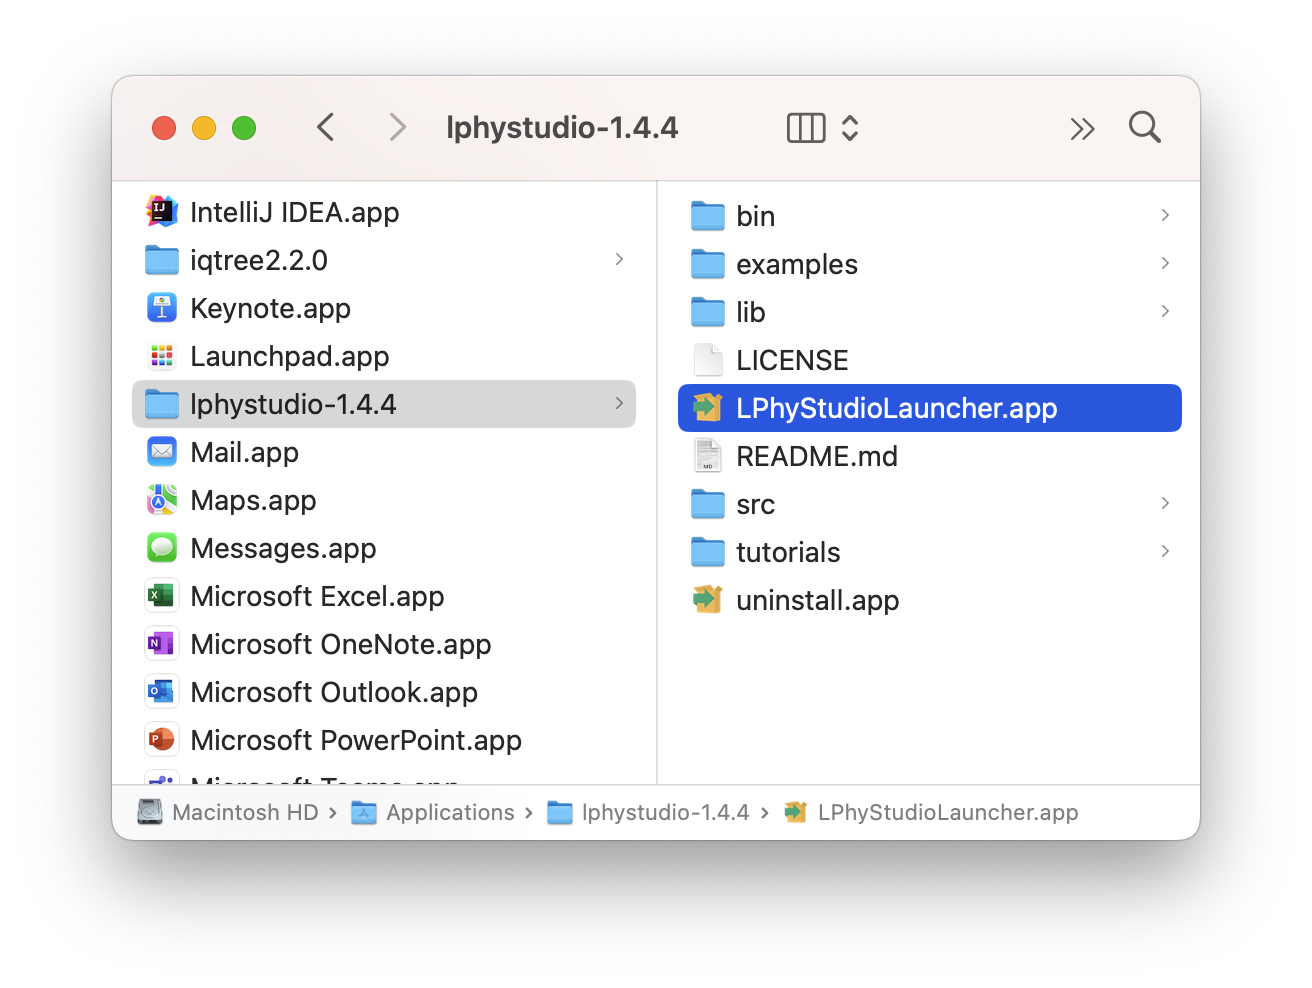 lphystudio-1.4.4
IntelliJ IDEA.app
iqtree2.2.0
Keynote.app
Launchpad.app
lphystudio-1.4.4
Mail.app
Maps.app
Messages.app
Microsoft Excel.app
Microsoft OneNote.app
Microsoft Outlook.app
Microsoft PowerPoint.app
Microsoft Teams.app
bin
examples
lib
LICENSE
LPhyStudioLauncher.app
README.md
src
tutorials
uninstall.app
Macintosh HD › Applications › lphystudio-1.4.4 › LPhyStudioLauncher.app